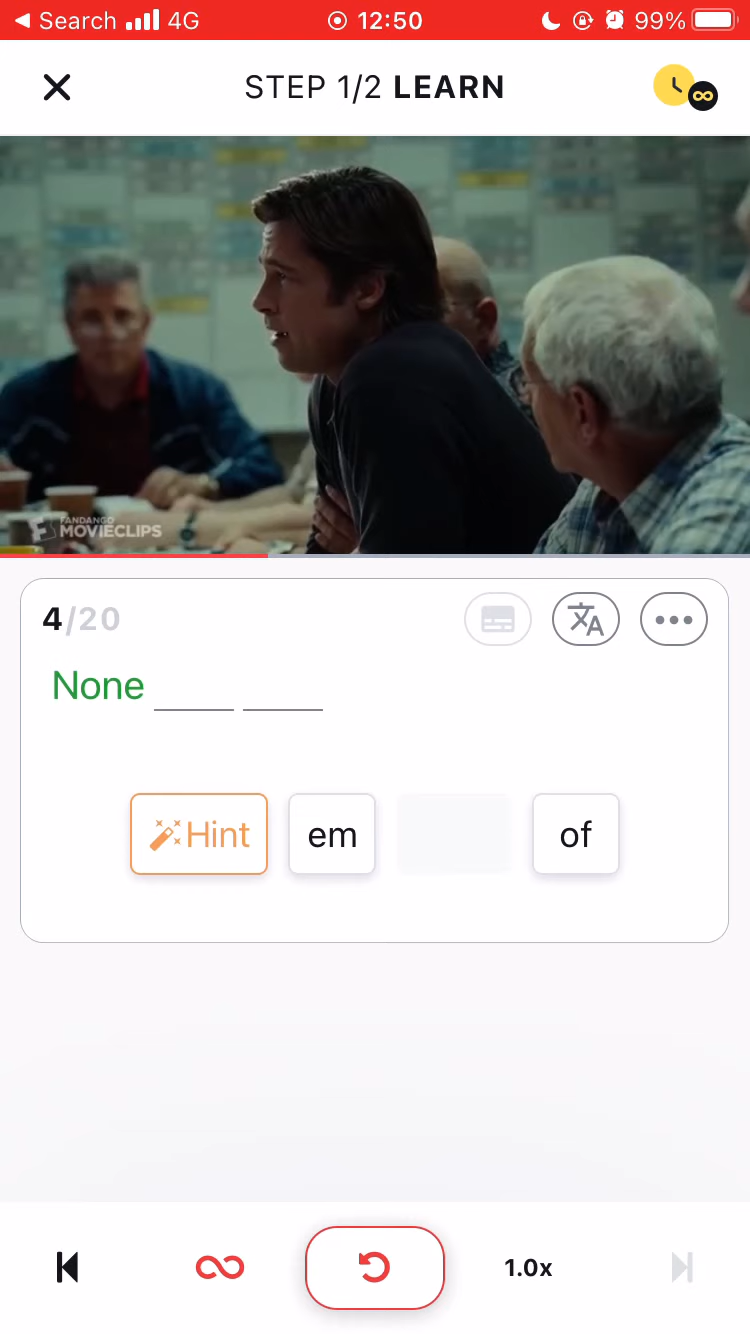 Search 4G 12:50 99%
STEP 1/2 LEARN
FANDANGO
MOVIECLIPS
4/20
None
Hint em of
1.0x